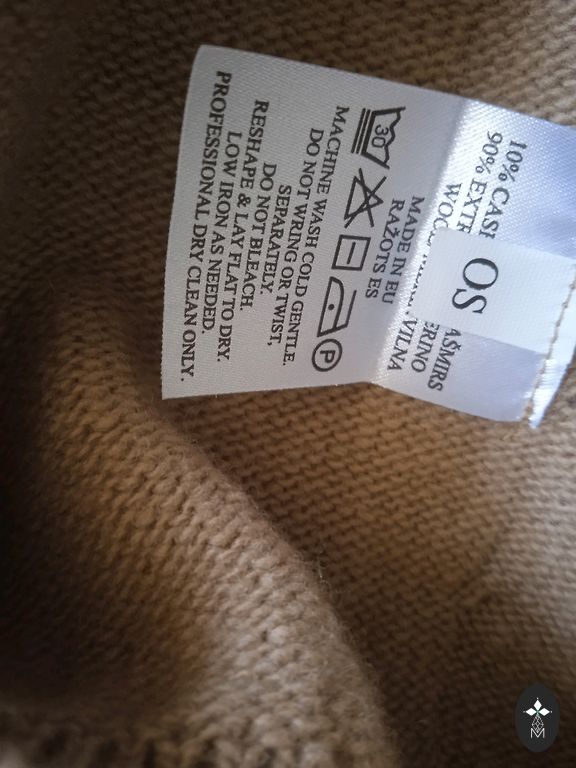 10% CASH
90% EXTR
WOO
OS
AŠMIRS
ERINO
VILNA
MADE IN EU
RAŽOTS ES
30
P
MACHINE WASH COLD GENTLE.
DO NOT WRING OR TWIST,
SEPARATELY.
DO NOT BLEACH.
RESHAPE & LAY FLAT TO DRY.
LOW IRON AS NEEDED.
PROFESSIONAL DRY CLEAN ONLY.
M